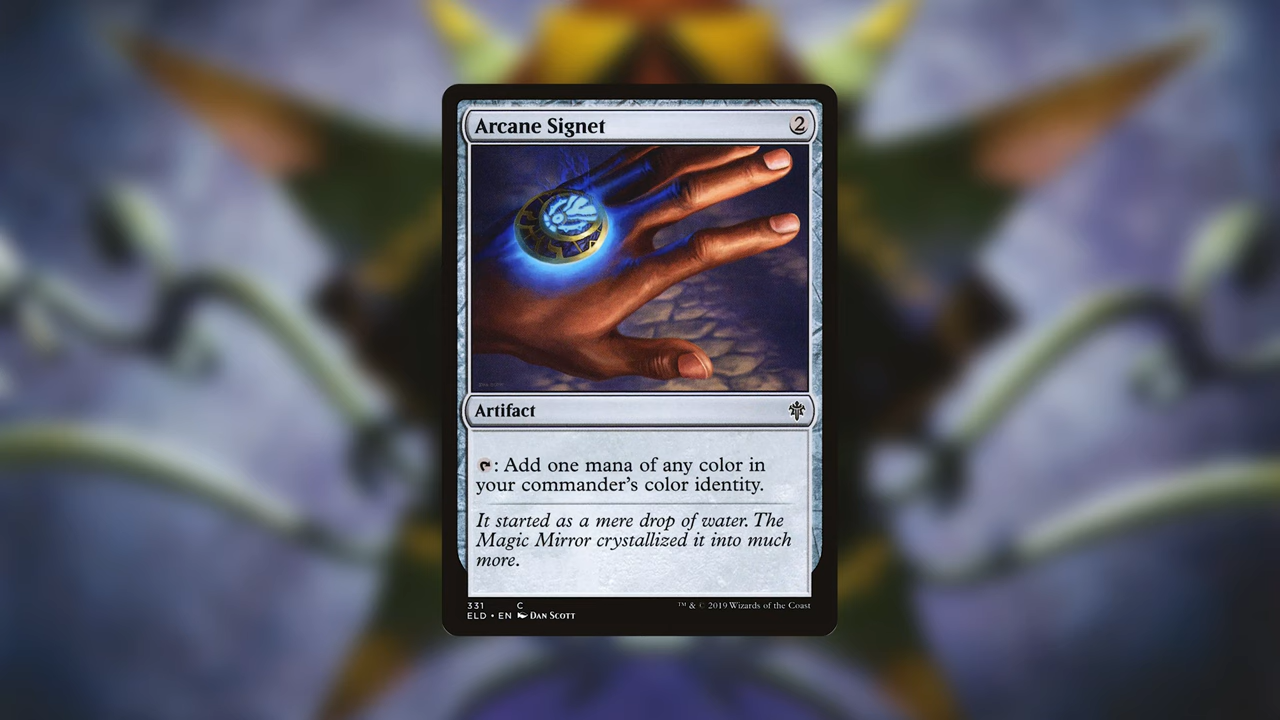 Arcane Signet 2
Artifact
: Add one mana of any color in
your commander's color identity.
It started as a mere drop of water. The
Magic Mirror crystallized it into much
more.
331 C
ELD • EN Dan Scott
™ & © 2019 Wizards of the Coast